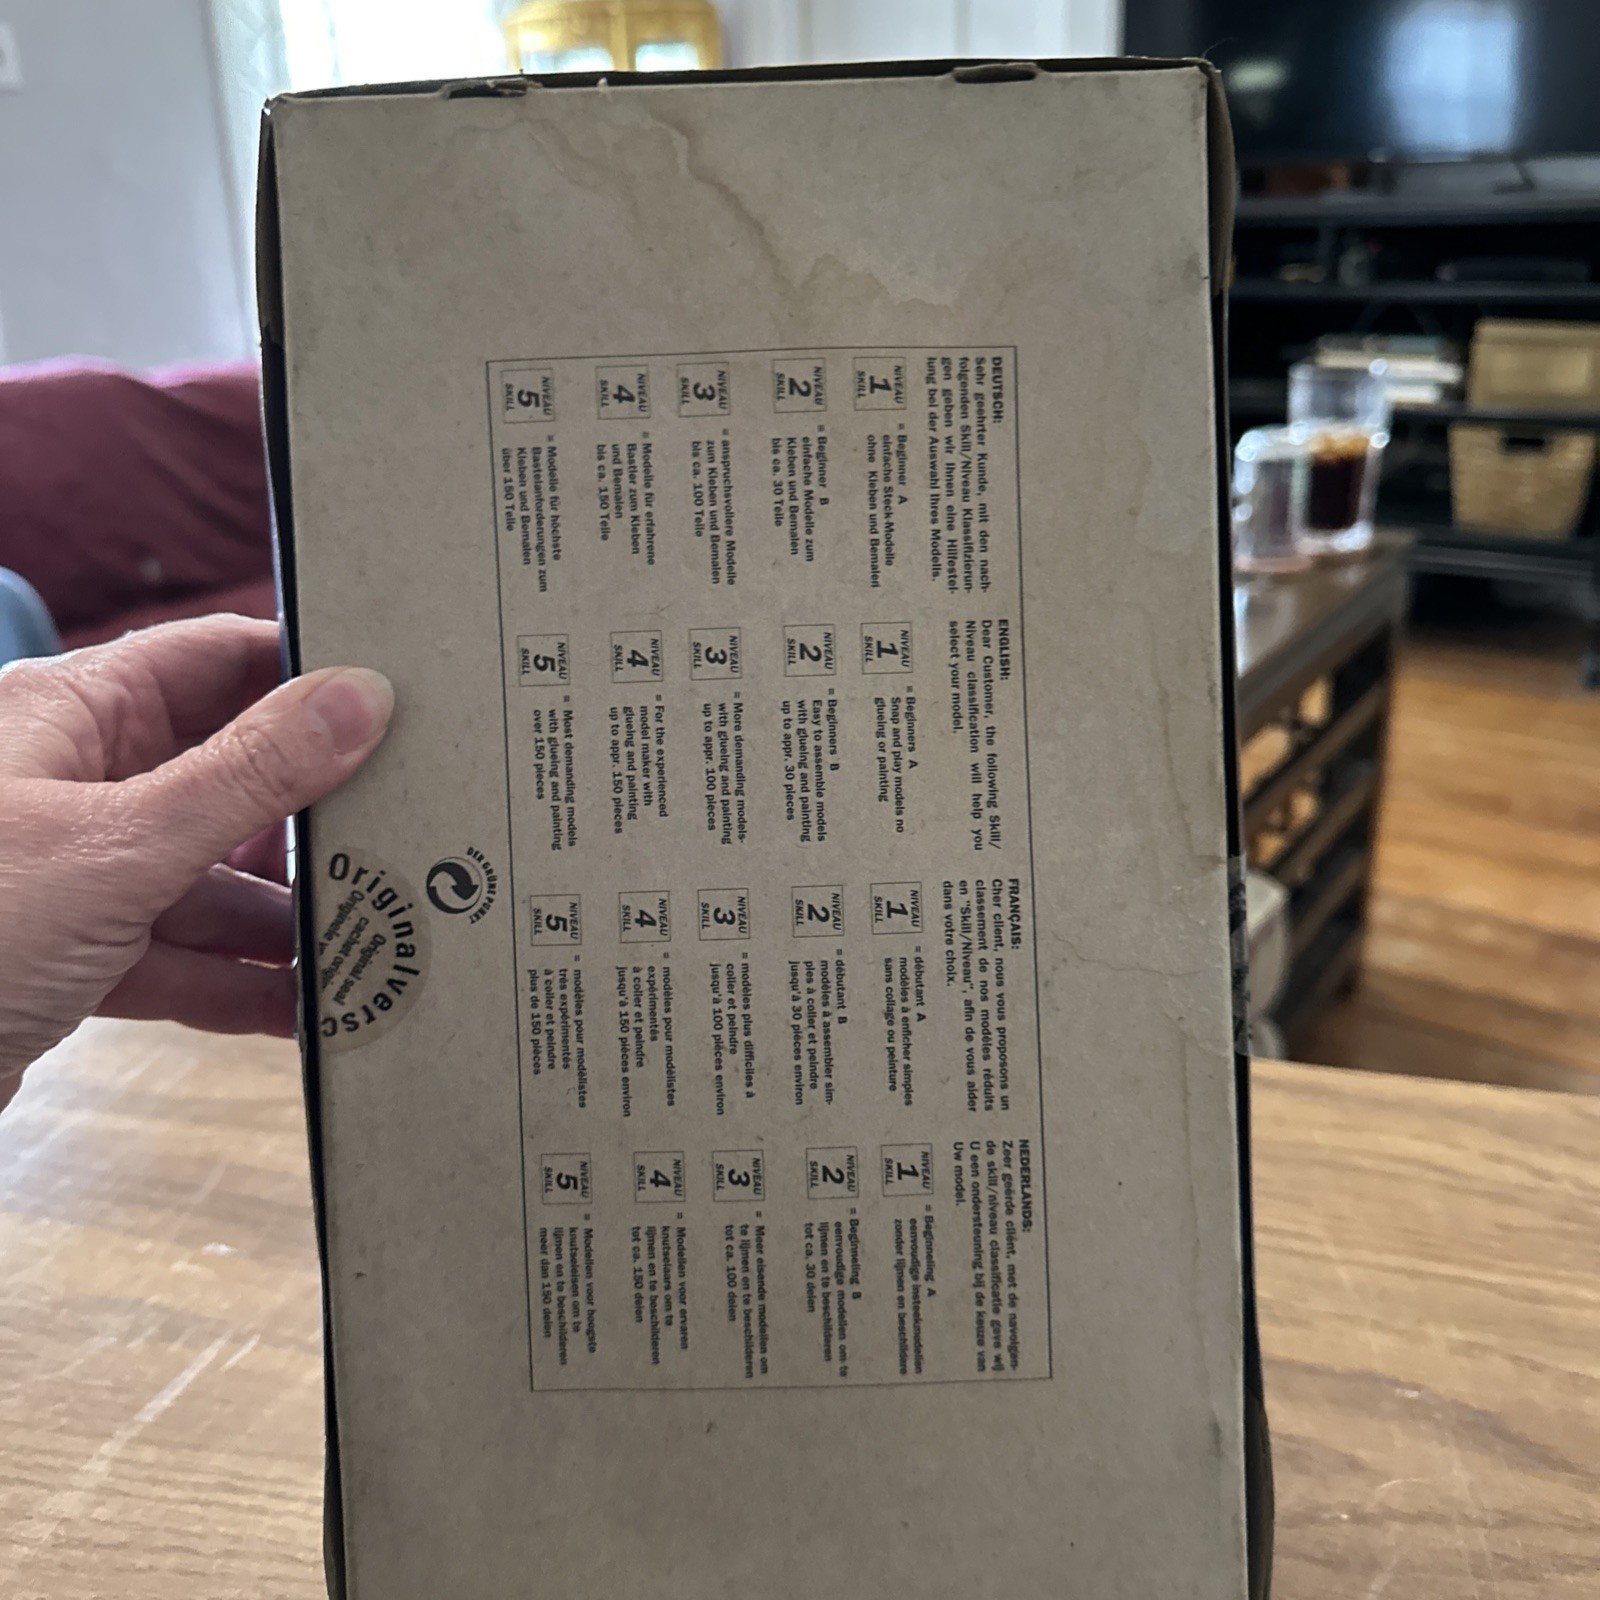 DEUTSCH:
Sehr geehrter Kunde, mit den nach-
folgenden Skill/Niveau Klassifizierun-
gen geben wir Ihnen eine Hilfestel-
lung bei der Auswahl Ihres Modells.
NIVEAU
1
SKILL
= Beginner A
einfache Steck-Modelle
ohne Kleben und Bemalen
NIVEAU
2
SKILL
= Beginner B
einfache Modelle zum
Kleben und Bemalen
bis ca. 30 Teile
NIVEAU
3
SKILL
= anspruchsvollere Modelle
zum Kleben und Bemalen
bis ca. 100 Teile
NIVEAU
4
SKILL
= Modelle für erfahrene
Bastler zum Kleben
und Bemalen
bis ca. 150 Teile
NIVEAU
5
SKILL
= Modelle für höchste
Bastelanforderungen zum
Kleben und Bemalen
über 150 Teile
ENGLISH:
Dear Customer, the following Skill/
Niveau classification will help you
select your model.
NIVEAU
1
SKILL
= Beginners A
Snap and play models no
glueing or painting
NIVEAU
2
SKILL
= Beginners B
Easy to assemble models
with glueing and painting
up to appr. 30 pieces
NIVEAU
3
SKILL
= More demanding models-
with glueing and painting
up to appr. 100 pieces
NIVEAU
4
SKILL
= For the experienced
model maker with
glueing and painting
up to appr. 150 pieces
NIVEAU
5
SKILL
= Most demanding models
with glueing and painting
over 150 pieces
FRANÇAIS:
Cher client, nous vous proposons un
classement de nos modèles réduits
en "Skill/Niveau", afin de vous aider
dans votre choix.
NIVEAU
1
SKILL
= débutant A
modèles à enficher simples
sans collage ou peinture
NIVEAU
2
SKILL
= débutant B
modèles à assembler sim-
ples à coller et peindre
jusqu'à 30 pièces environ
NIVEAU
3
SKILL
= modèles plus difficiles à
coller et peindre
jusqu'à 100 pièces environ
NIVEAU
4
SKILL
= modèles pour modélistes
expérimentés
à coller et peindre
jusqu'à 150 pièces environ
NIVEAU
5
SKILL
= modèles pour modélistes
très expérimentés
à coller et peindre
plus de 150 pièces
NEDERLANDS:
Zeer geërde cliënt, met de navolgen-
de skill/niveau classificatie geve wij
U een ondersteuning bij de keuze van
Uw model.
NIVEAU
1
SKILL
= Beginneling A
eenvoudige insteekmodellen
zonder lijmen en beschildere
NIVEAU
2
SKILL
= Beginneling B
eenvoudige modellen om te
lijmen en te beschilderen
tot ca. 30 delen
NIVEAU
3
SKILL
= Meer eisende modellen om
te lijmen en te beschilderen
tot ca. 100 delen
NIVEAU
4
SKILL
= Modellen voor ervaren
knutselaars om te
lijmen en te beschilderen
tot ca. 150 delen
NIVEAU
5
SKILL
= Modellen voor hoogste
knutseleisen om te
lijmen en te beschilderen
meer dan 150 delen
DER GRÜNE PUNKT
Originalversc
Original seal
cachet origi
Originele